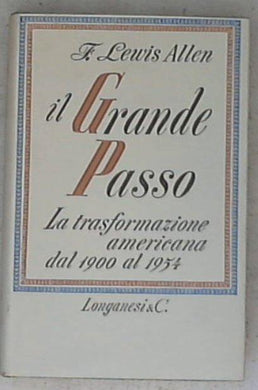 F. Lewis Allen
il Grande
Passo
La trasformazione
americana
dal 1900 al 1954
Longanesi & C.